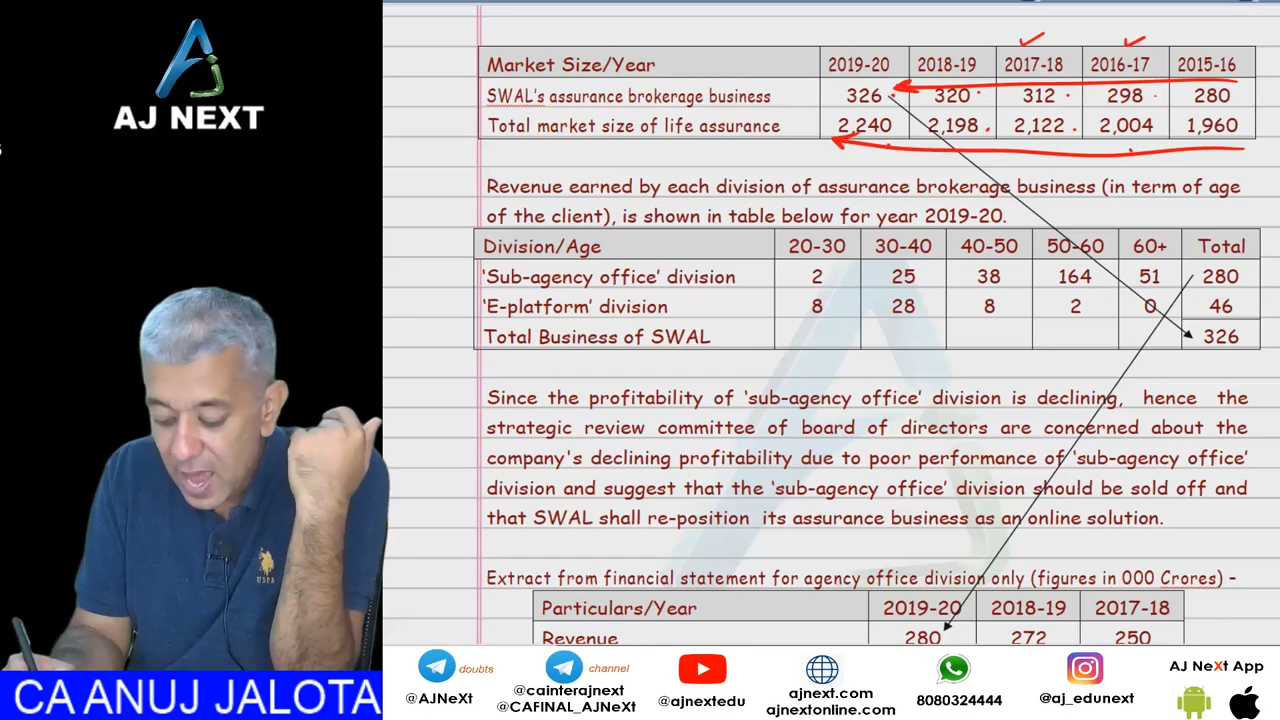 AJ NEXT
Market Size/Year 2019-20 2018-19 2017-18 2016-17 2015-16
SWAL's assurance brokerage business 326 320 312 298 280
Total market size of life assurance 2,240 2,198 2,122 2,004 1,960
Revenue earned by each division of assurance brokerage business (in term of age
of the client), is shown in table below for year 2019-20.
Division/Age 20-30 30-40 40-50 50-60 60+ Total
‘Sub-agency office’ division 2 25 38 164 51 280
‘E-platform’ division 8 28 8 2 0 46
Total Business of SWAL 326
Since the profitability of ‘sub-agency office’ division is declining, hence the
strategic review committee of board of directors are concerned about the
company's declining profitability due to poor performance of ‘sub-agency office’
division and suggest that the ‘sub-agency office’ division should be sold off and
that SWAL shall re-position its assurance business as an online solution.
Extract from financial statement for agency office division only (figures in 000 Crores) –
Particulars/Year 2019-20 2018-19 2017-18
Revenue 280 272 250
U.S.P.A.
CA ANUJ JALOTA
doubts
@AJNeXt
channel
@cainterajnext
@CAFINAL_AJNeXt
@ajnextedu
ajnext.com
ajnextonline.com
8080324444
@aj_edunext
AJ NeXt App